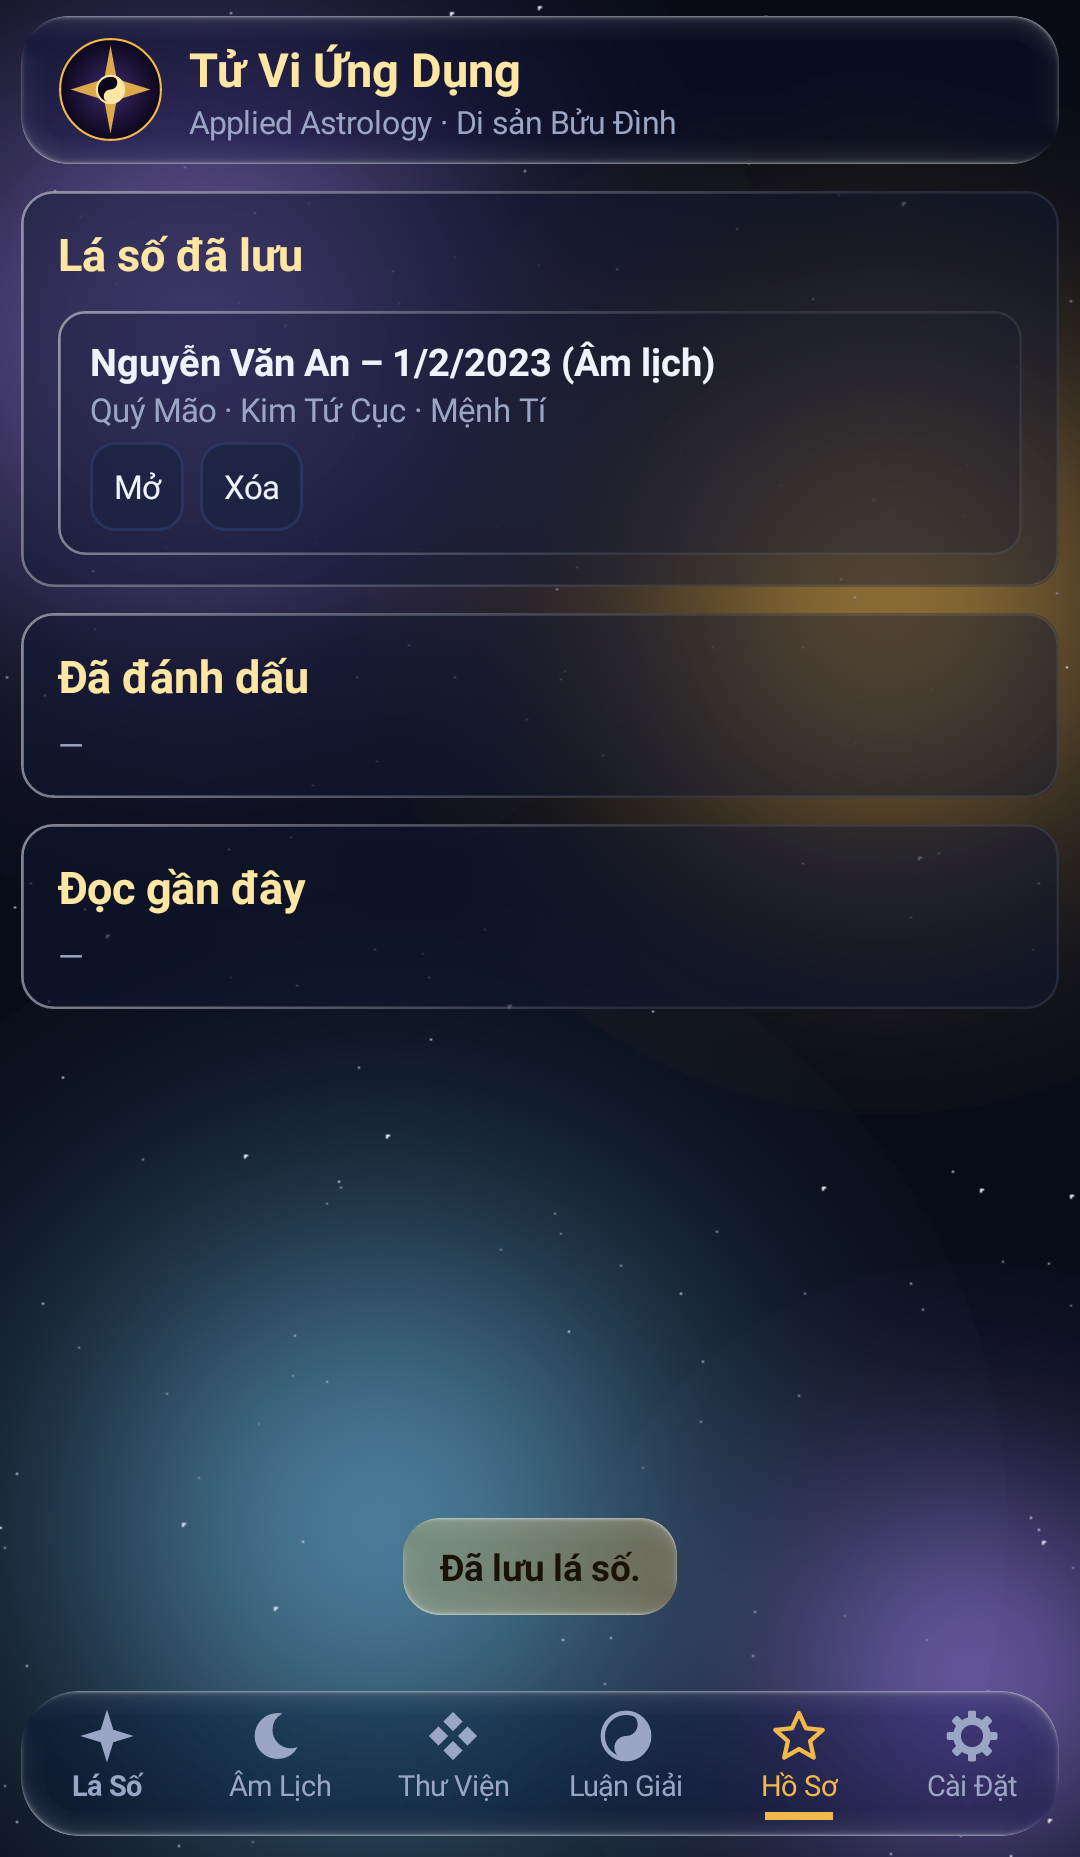 Tử Vi Ứng Dụng
Applied Astrology · Di sản Bửu Đình
Lá số đã lưu
Nguyễn Văn An – 1/2/2023 (Âm lịch)
Quý Mão · Kim Tứ Cục · Mệnh Tí
Mở Xóa
Đã đánh dấu
—
Đọc gần đây
—
Đã lưu lá số.
Lá Số Âm Lịch Thư Viện Luận Giải Hồ Sơ Cài Đặt